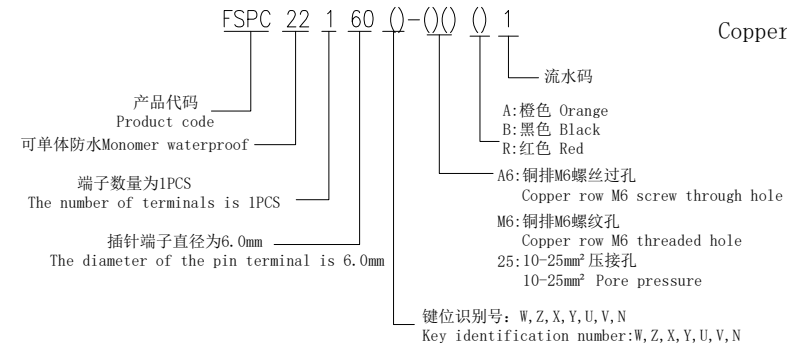 FSPC 22 1 60 ()-()() () 1
Copper
流水码
产品代码
Product code
A:橙色 Orange
B:黑色 Black
R:红色 Red
可单体防水Monomer waterproof
A6:铜排M6螺丝过孔
Copper row M6 screw through hole
端子数量为1PCS
The number of terminals is 1PCS
M6:铜排M6螺纹孔
Copper row M6 threaded hole
插针端子直径为6.0mm
The diameter of the pin terminal is 6.0mm
25:10-25mm²压接孔
10-25mm² Pore pressure
键位识别号: W,Z,X,Y,U,V,N
Key identification number:W,Z,X,Y,U,V,N